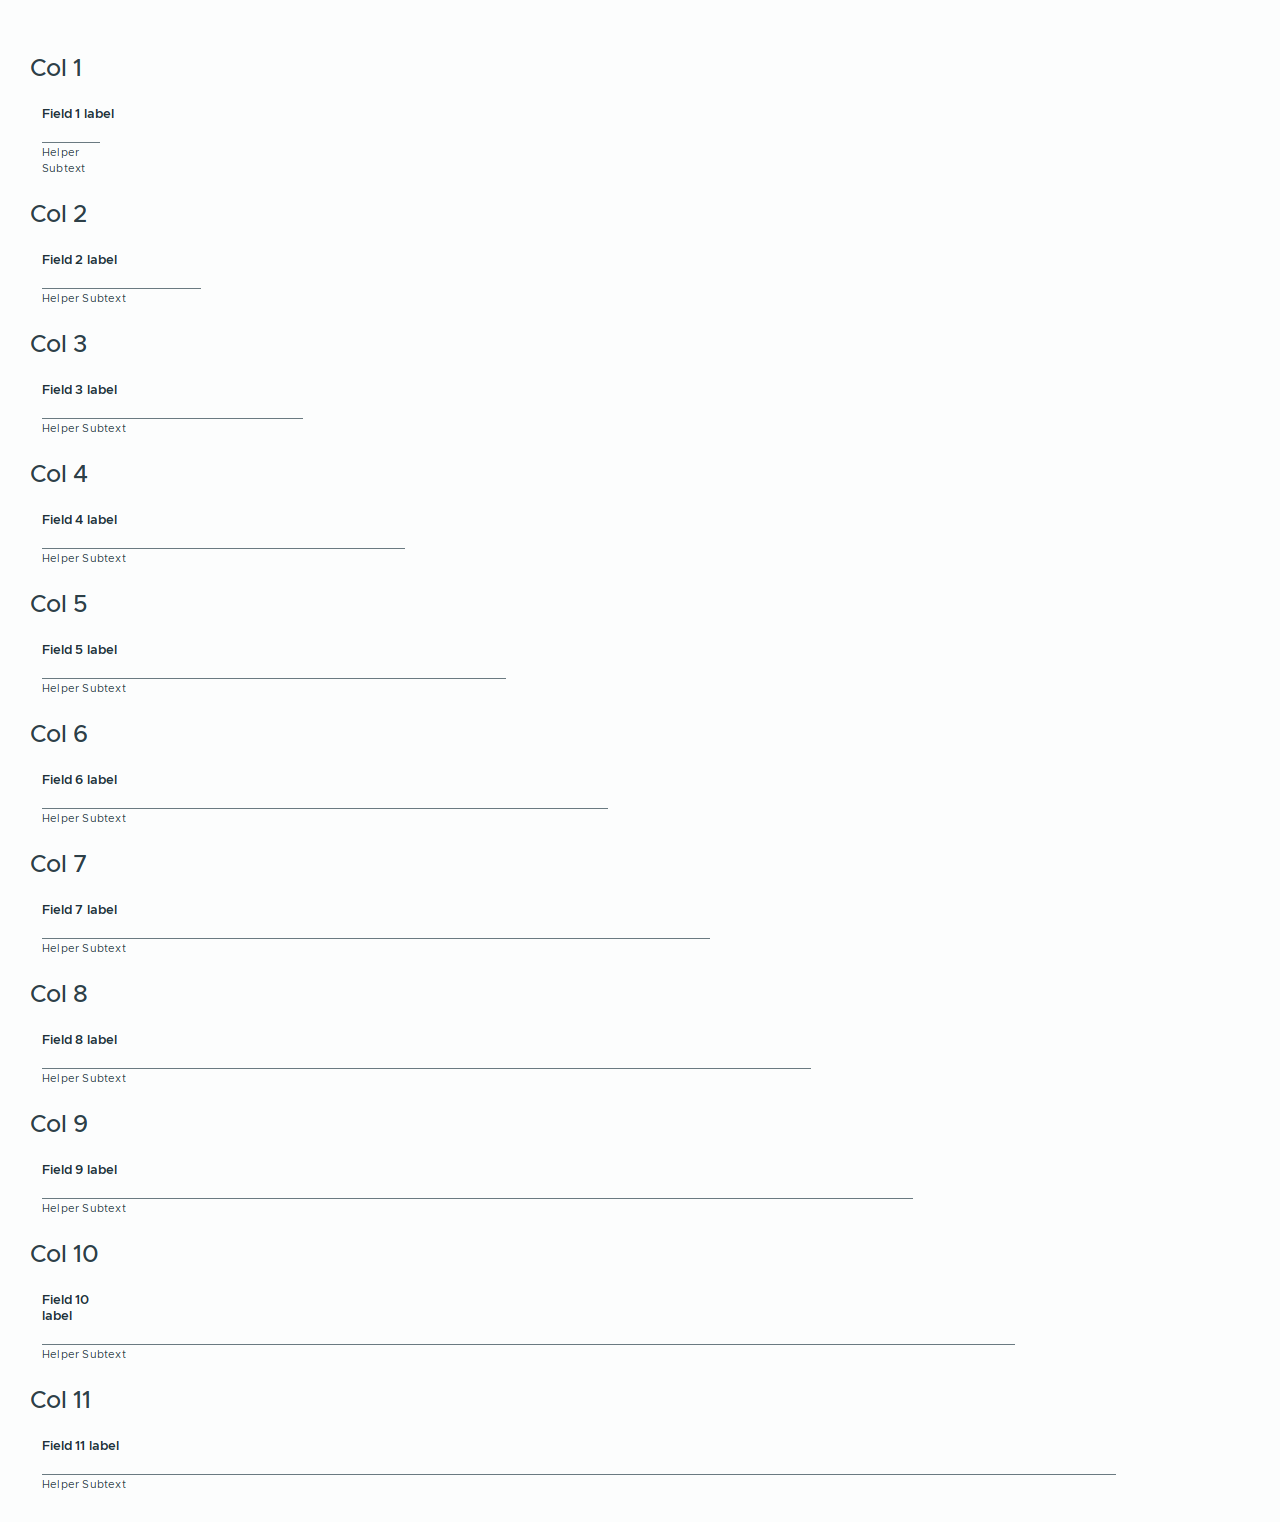 Col 1
Field 1 label
Helper
Subtext
Col 2
Field 2 label
Helper Subtext
Col 3
Field 3 label
Helper Subtext
Col 4
Field 4 label
Helper Subtext
Col 5
Field 5 label
Helper Subtext
Col 6
Field 6 label
Helper Subtext
Col 7
Field 7 label
Helper Subtext
Col 8
Field 8 label
Helper Subtext
Col 9
Field 9 label
Helper Subtext
Col 10
Field 10
label
Helper Subtext
Col 11
Field 11 label
Helper Subtext